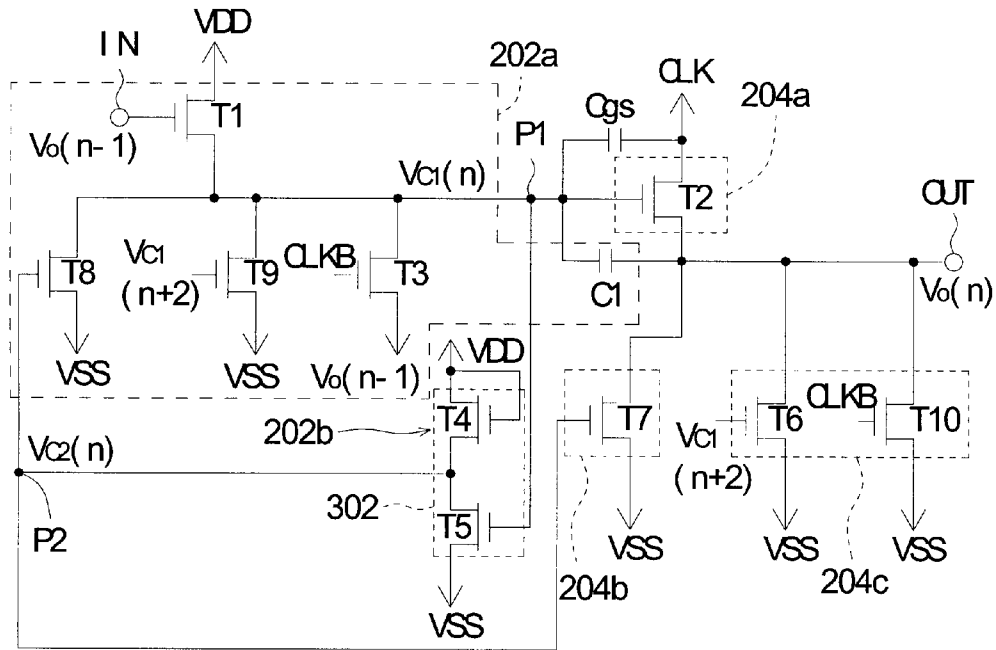 VDD
IN
202a
CLK
T1
Cgs
204a
P1
Vo(n-1)
VC1(n)
T2
OUT
T8
VC1
(n+2)
T9
CLKB
T3
C1
Vo(n)
VSS
VSS
Vo(n-1)
VDD
202b
T4
T7
VC1
(n+2)
T6
CLKB
T10
VC2(n)
302
T5
P2
VSS
204b
VSS
204c
VSS
VSS